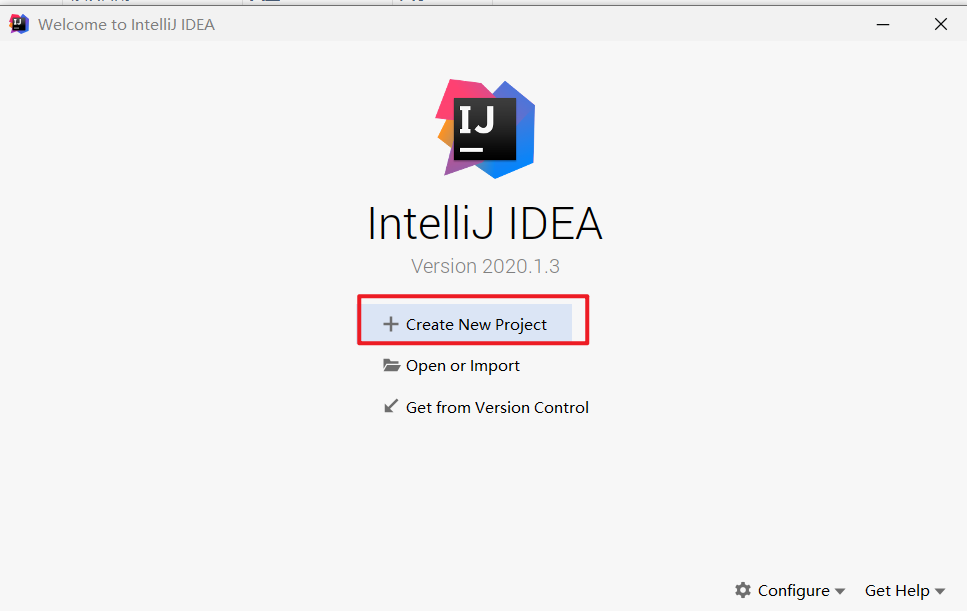 Welcome to IntelliJ IDEA
IJ
IntelliJ IDEA
Version 2020.1.3
Create New Project
Open or Import
Get from Version Control
Configure
Get Help